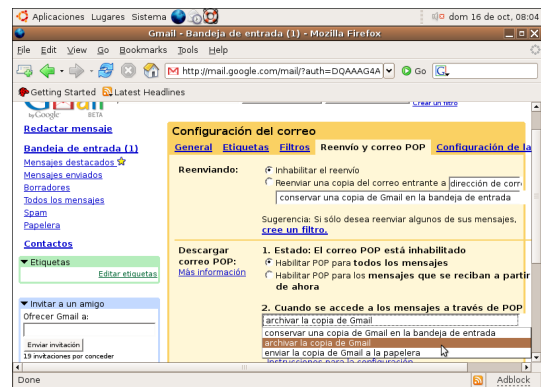 Aplicaciones Lugares Sistema dom 16 de oct, 08:04
Gmail - Bandeja de entrada (1) - Mozilla Firefox
File Edit View Go Bookmarks Tools Help
http://mail.google.com/mail/?auth=DQAAAG4A Go
Getting Started Latest Headlines
Gmail
by Google BETA
Crear un filtro
Redactar mensaje
Bandeja de entrada (1)
Mensajes destacados
Mensajes enviados
Borradores
Todos los mensajes
Spam
Papelera
Contactos
Etiquetas
Editar etiquetas
Invitar a un amigo
Ofrecer Gmail a:
Enviar invitación
19 invitaciones por conceder
Configuración del correo
General Etiquetas Filtros Reenvío y correo POP Configuración de la
Reenviando:
Inhabilitar el reenvío
Reenviar una copia del correo entrante a dirección de corre
conservar una copia de Gmail en la bandeja de entrada
Sugerencia: Si sólo desea reenviar algunos de sus mensajes,
cree un filtro.
Descargar correo POP:
Más información
1. Estado: El correo POP está inhabilitado
Habilitar POP para todos los mensajes
Habilitar POP para los mensajes que se reciban a partir
de ahora
2. Cuando se accede a los mensajes a través de POP
archivar la copia de Gmail
conservar una copia de Gmail en la bandeja de entrada
archivar la copia de Gmail
enviar la copia de Gmail a la papelera
Instrucciones para la configuración
Done Adblock